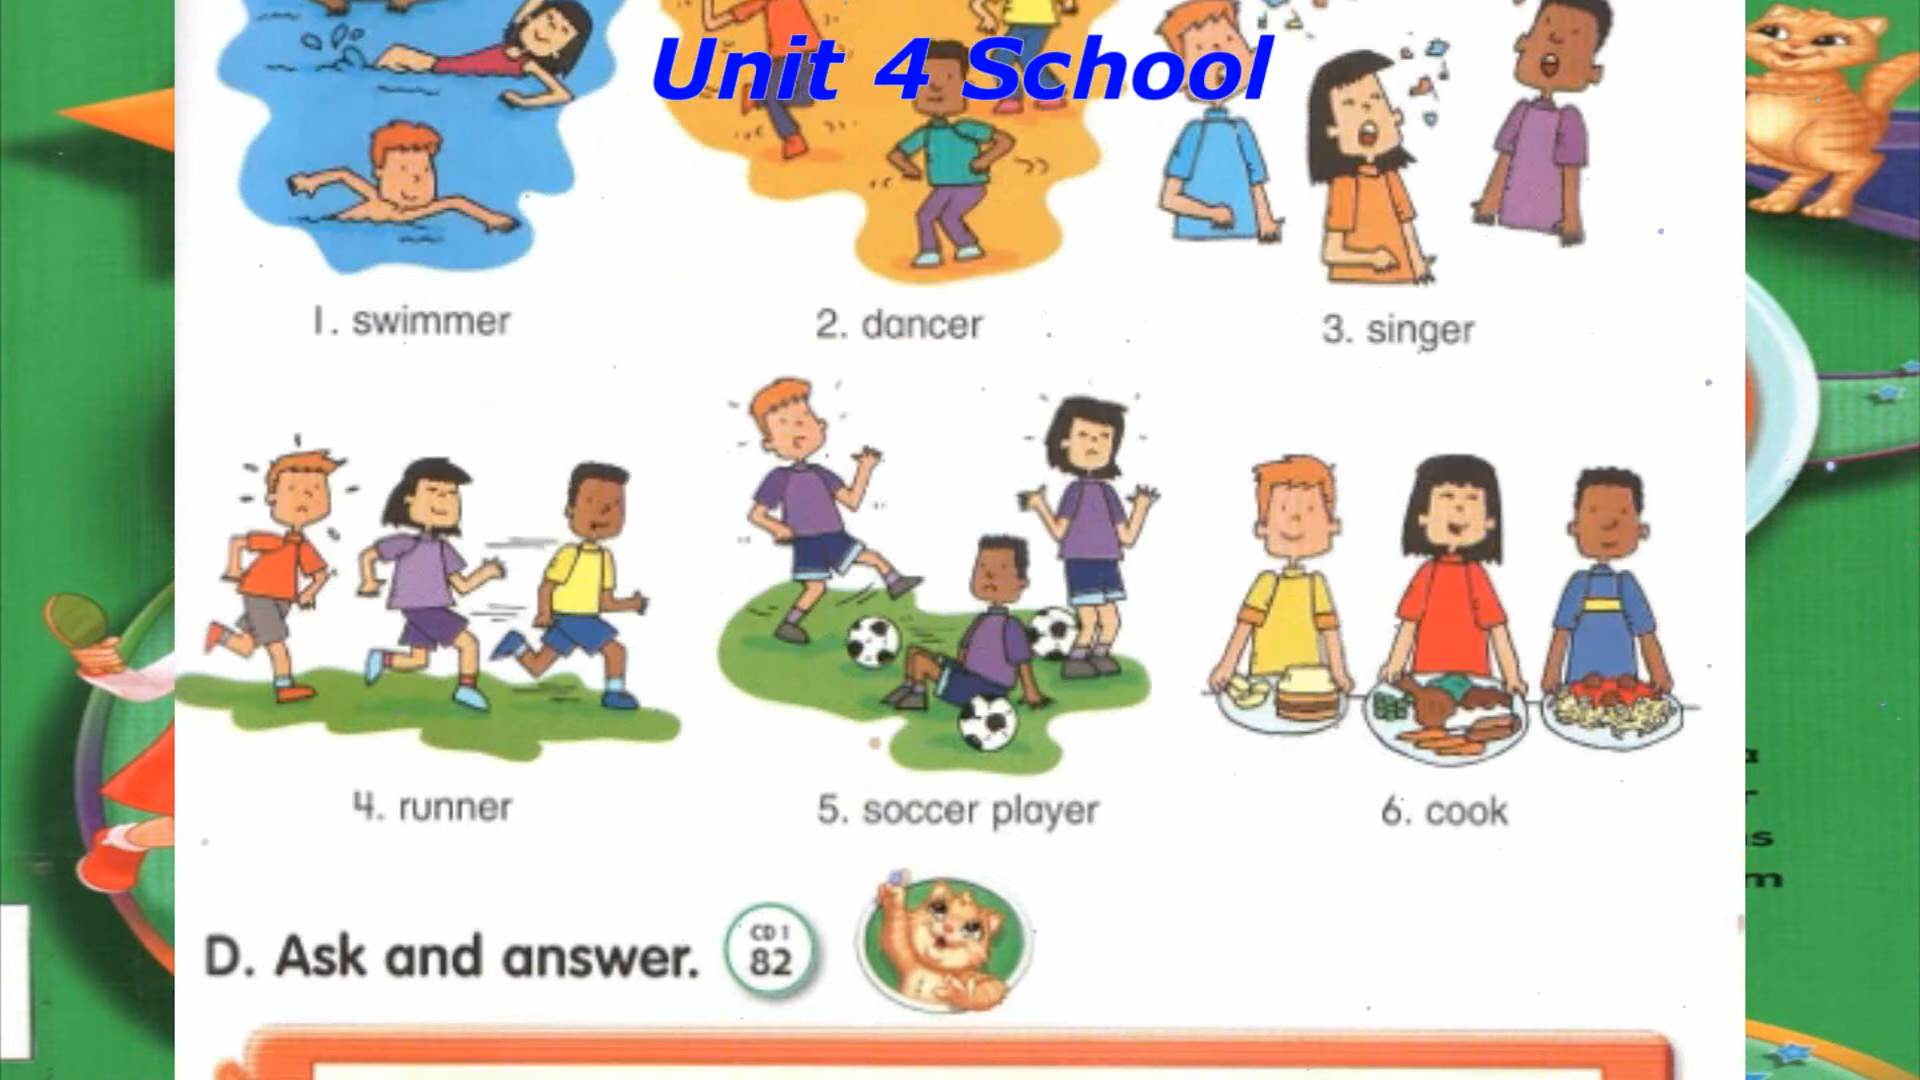 Unit 4 School
1. swimmer
2. dancer
3. singer
4. runner
5. soccer player
6. cook
D. Ask and answer.
CD 1
82